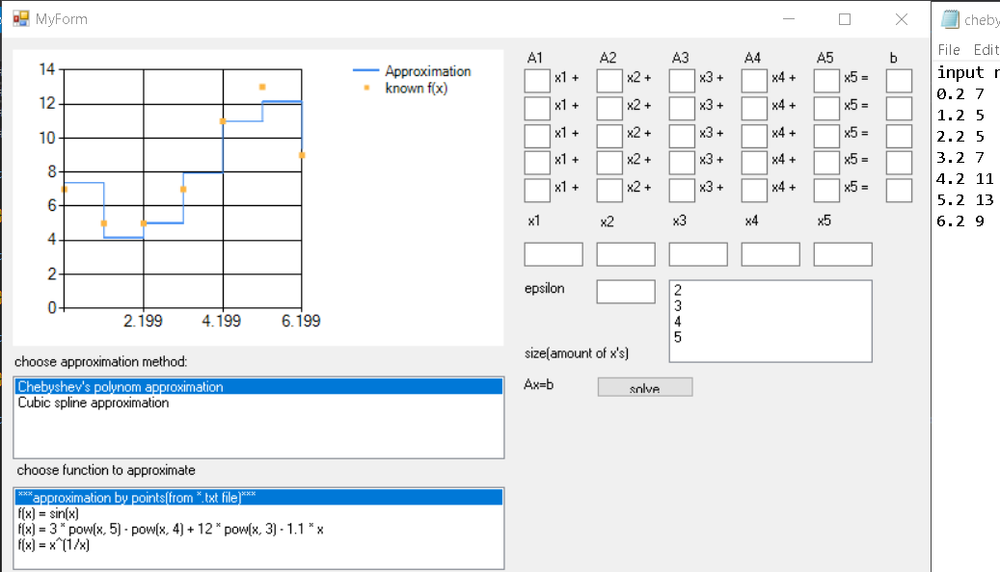 MyForm
14
12
10
8
6
4
2
0
2.199 4.199 6.199
Approximation
known f(x)
choose approximation method:
Chebyshev's polynom approximation
Cubic spline approximation
choose function to approximate
***approximation by points(from *.txt file)***
f(x) = sin(x)
f(x) = 3 * pow(x, 5) - pow(x, 4) + 12 * pow(x, 3) - 1.1 * x
f(x) = x^(1/x)
A1 A2 A3 A4 A5 b
x1 + x2 + x3 + x4 + x5 =
x1 + x2 + x3 + x4 + x5 =
x1 + x2 + x3 + x4 + x5 =
x1 + x2 + x3 + x4 + x5 =
x1 + x2 + x3 + x4 + x5 =
x1 x2 x3 x4 x5
epsilon
2
3
4
5
size(amount of x's)
Ax=b solve
cheby
File Edit
input
0.2 7
1.2 5
2.2 5
3.2 7
4.2 11
5.2 13
6.2 9